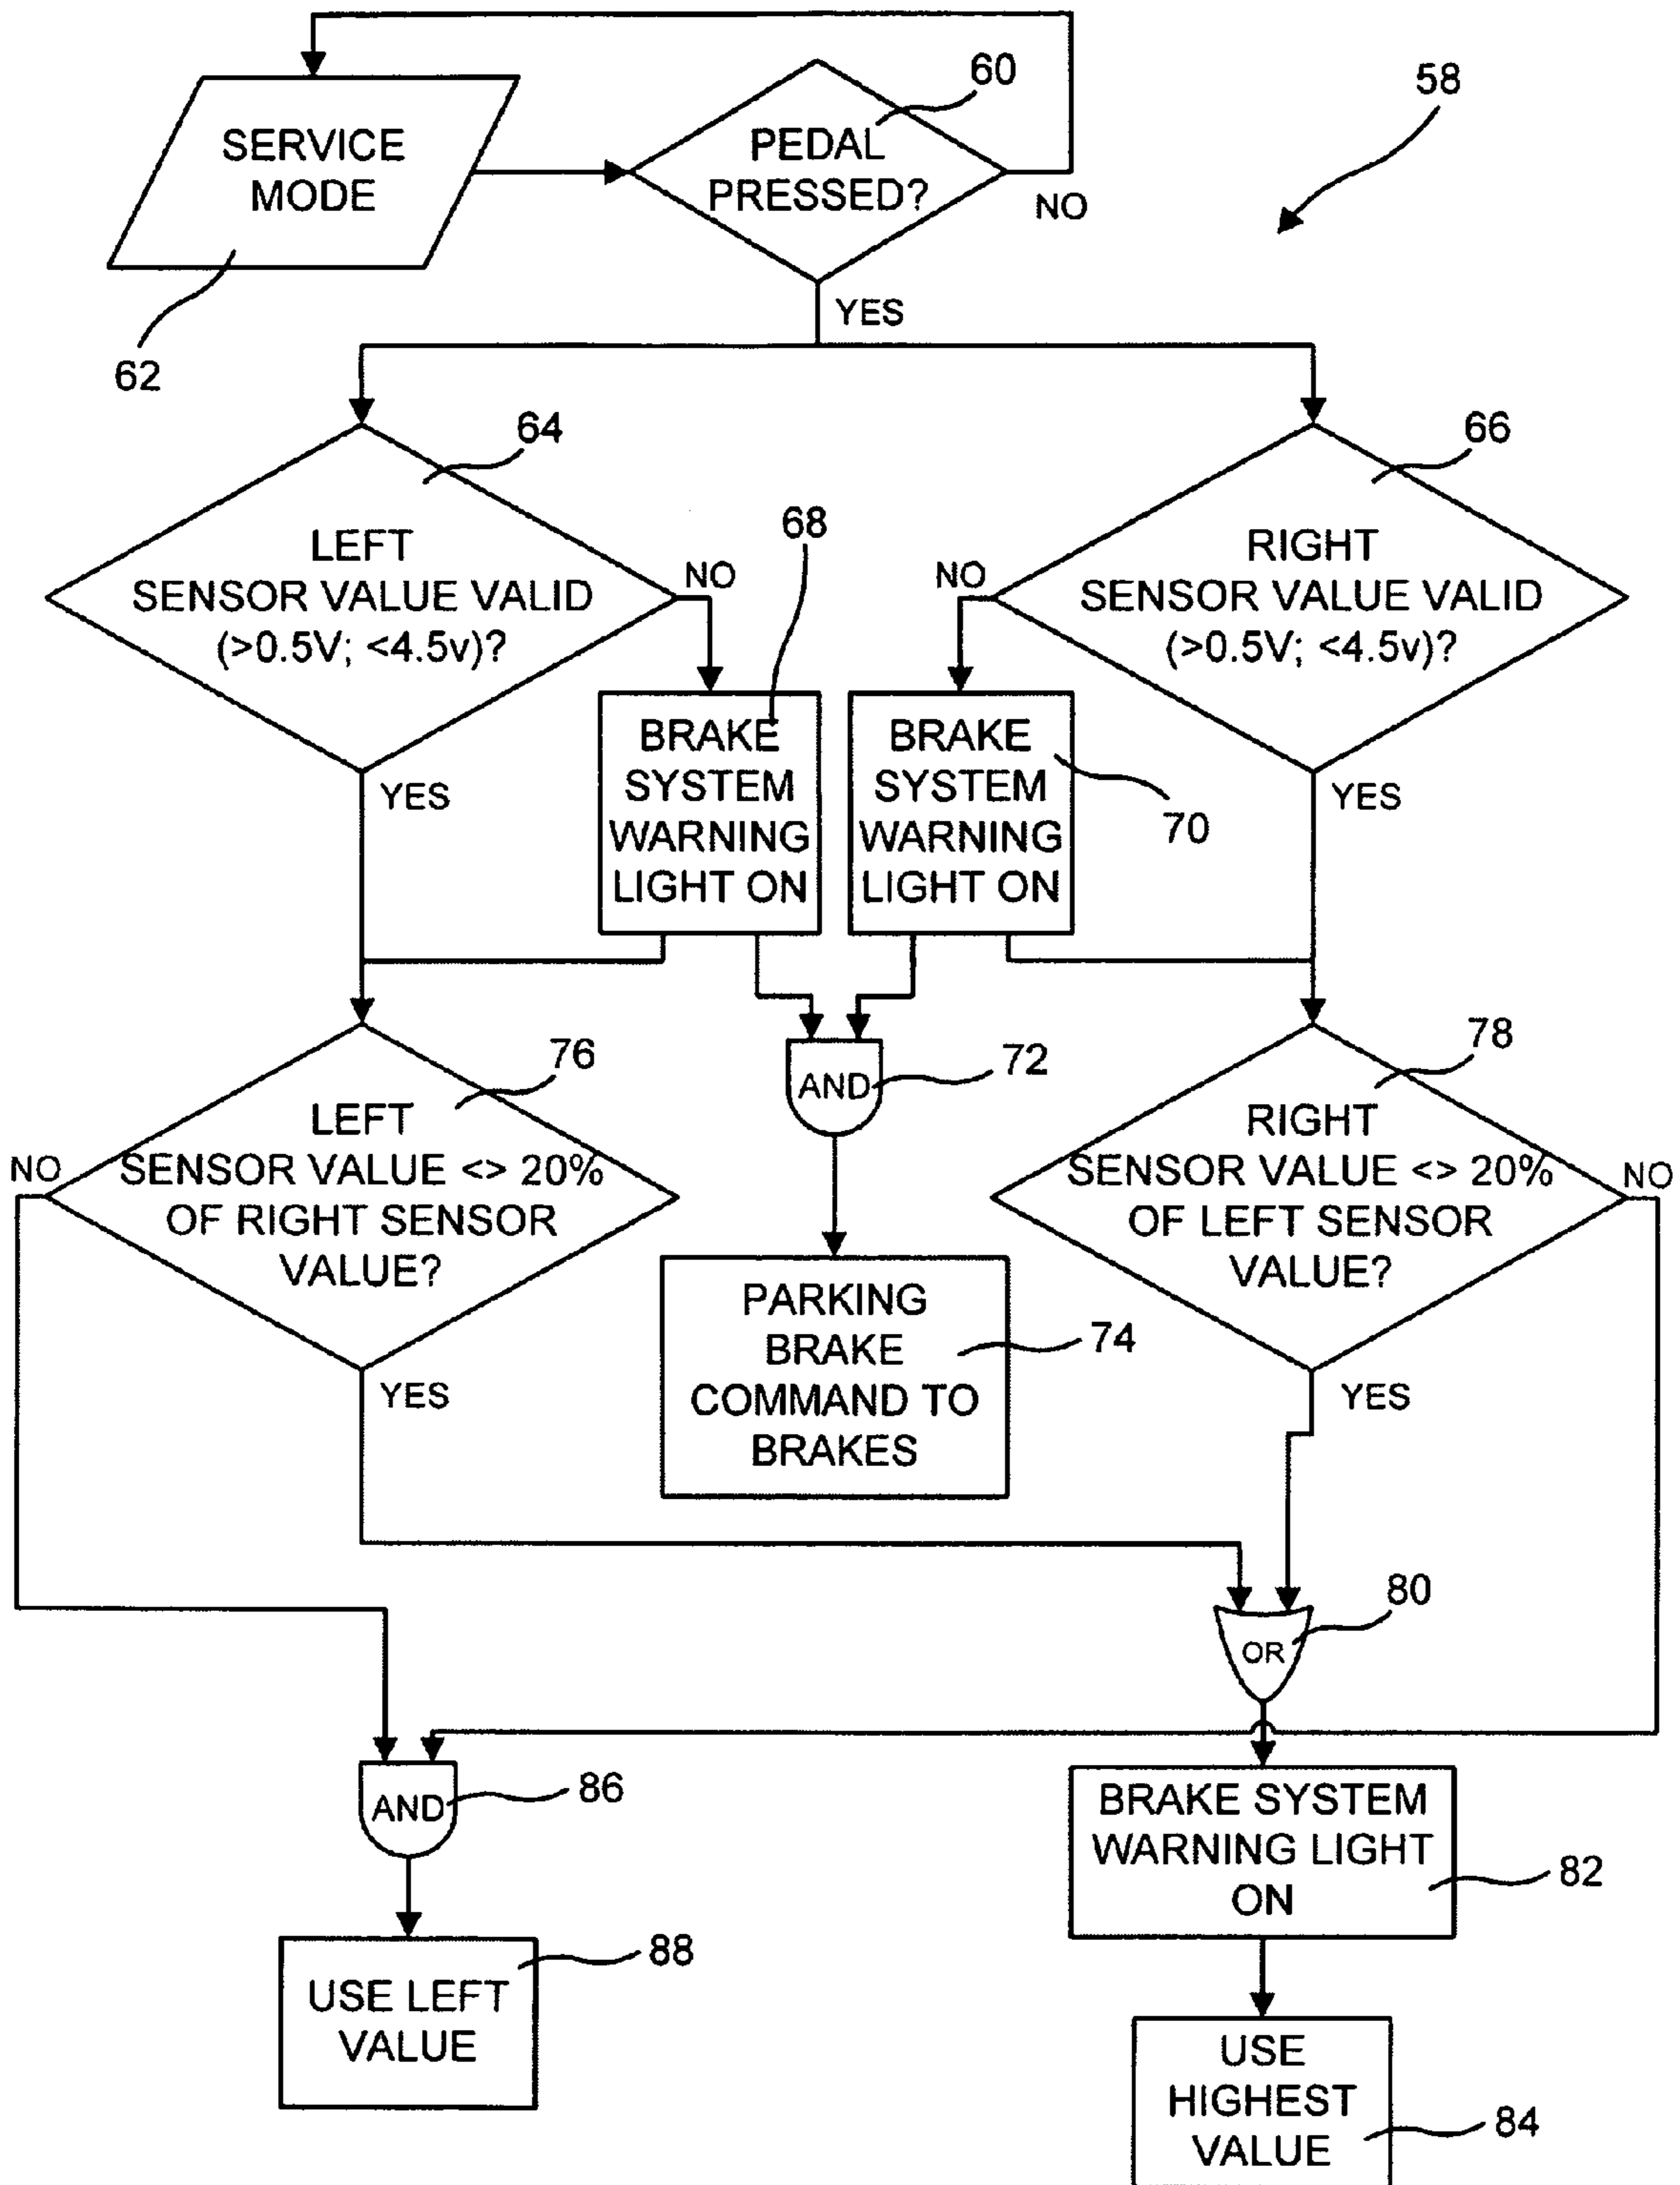 58
60
SERVICE
MODE
PEDAL
PRESSED?
NO
62
YES
64
66
68
LEFT
SENSOR VALUE VALID
(>0.5V; <4.5v)?
NO
NO
RIGHT
SENSOR VALUE VALID
(>0.5V; <4.5v)?
YES
BRAKE
SYSTEM
WARNING
LIGHT ON
BRAKE
SYSTEM
WARNING
LIGHT ON
70
YES
76
72
78
AND
NO
LEFT
SENSOR VALUE <> 20%
OF RIGHT SENSOR
VALUE?
RIGHT
SENSOR VALUE <> 20%
OF LEFT SENSOR
VALUE?
NO
PARKING
BRAKE
COMMAND TO
BRAKES
74
YES
YES
80
OR
AND
86
BRAKE SYSTEM
WARNING LIGHT
ON
82
USE LEFT
VALUE
88
USE
HIGHEST
VALUE
84